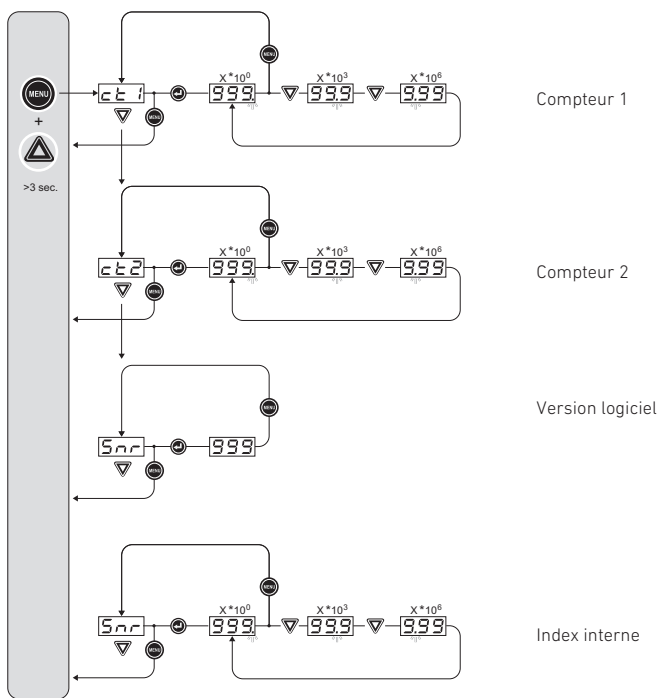 X*10⁰ X*10³ X*10⁶
MENU
MENU ct1 999. 99.9 9.99 Compteur 1
MENU
+
>3 sec.
MENU
X*10⁰ X*10³ X*10⁶
ct2 999. 99.9 9.99 Compteur 2
MENU
MENU Version logiciel
Snr 999
MENU
MENU
X*10⁰ X*10³ X*10⁶
Snr 999. 99.9 9.99 Index interne
MENU